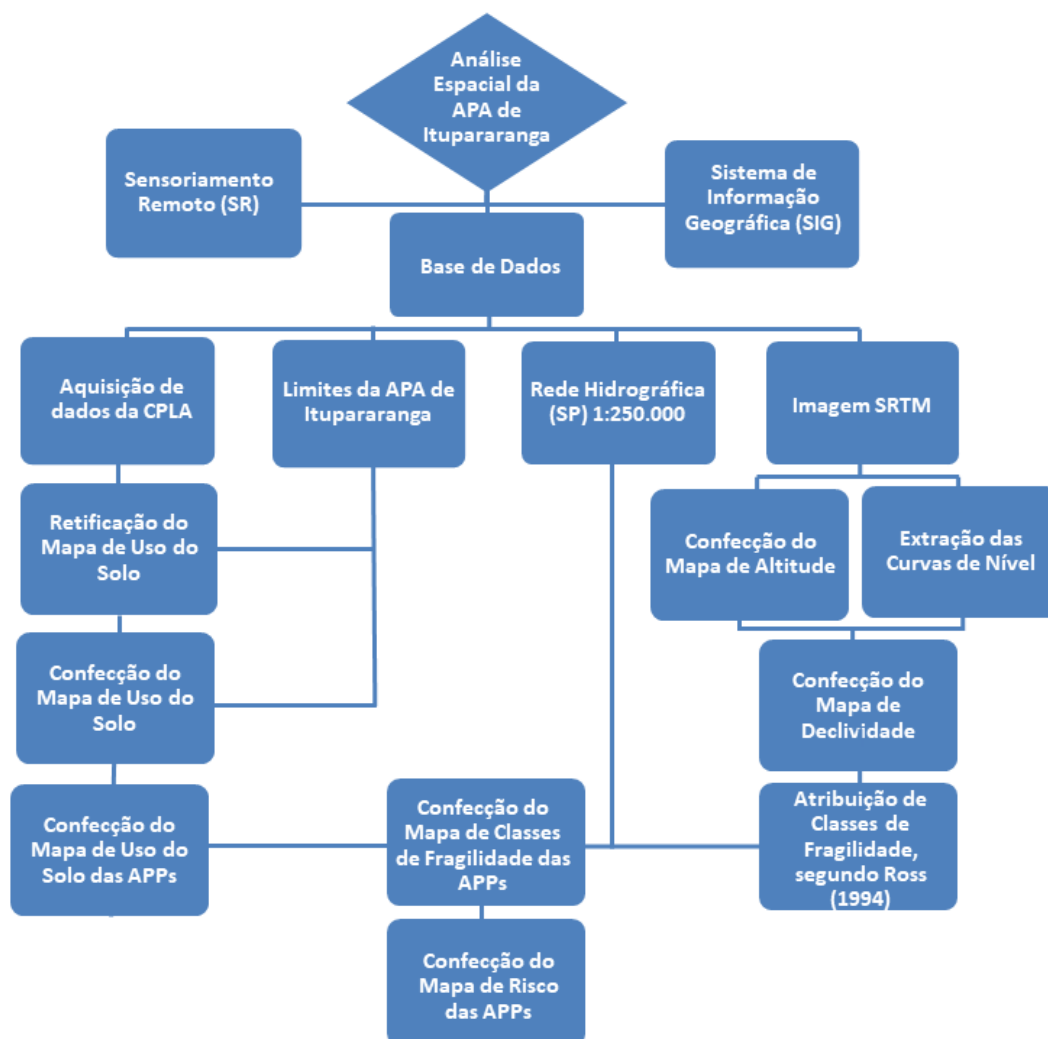 Análise
Espacial da
APA de
Itupararanga
Sensoriamento
Remoto (SR)
Sistema de
Informação
Geográfica (SIG)
Base de Dados
Aquisição de
dados da CPLA
Limites da APA de
Itupararanga
Rede Hidrográfica
(SP) 1:250.000
Imagem SRTM
Retificação do
Mapa de Uso do
Solo
Confecção do
Mapa de Altitude
Extração das
Curvas de Nível
Confecção do
Mapa de Uso do
Solo
Confecção do
Mapa de
Declividade
Confecção do
Mapa de Uso do
Solo das APPs
Confecção do
Mapa de Classes
de Fragilidade das
APPs
Atribuição de
Classes de
Fragilidade,
segundo Ross
(1994)
Confecção do
Mapa de Risco
das APPs